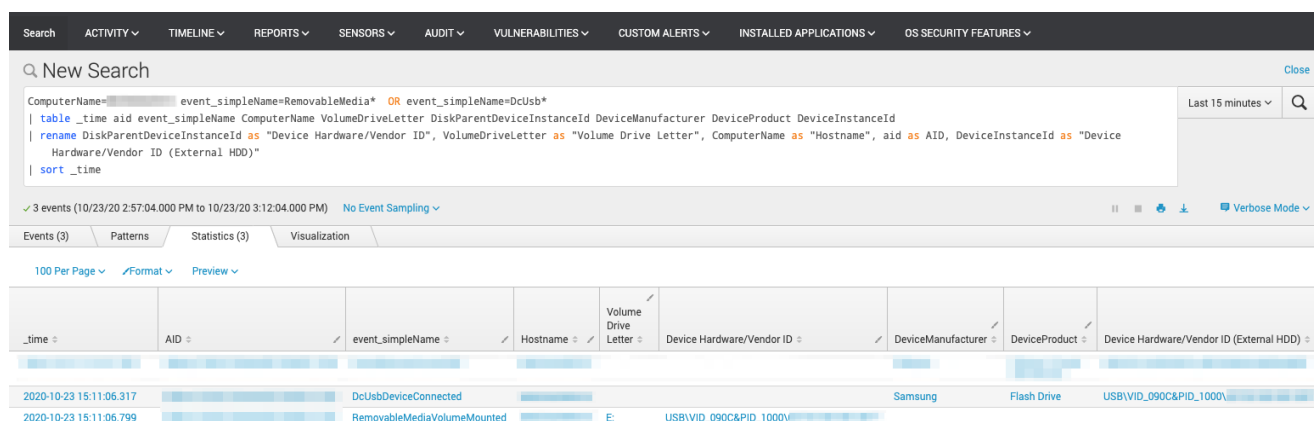 Search ACTIVITY TIMELINE REPORTS SENSORS AUDIT VULNERABILITIES CUSTOM ALERTS INSTALLED APPLICATIONS OS SECURITY FEATURES
New Search Close
ComputerName= event_simpleName=RemovableMedia* OR event_simpleName=DcUsb* Last 15 minutes
| table _time aid event_simpleName ComputerName VolumeDriveLetter DiskParentDeviceInstanceId DeviceManufacturer DeviceProduct DeviceInstanceId
| rename DiskParentDeviceInstanceId as "Device Hardware/Vendor ID", VolumeDriveLetter as "Volume Drive Letter", ComputerName as "Hostname", aid as AID, DeviceInstanceId as "Device
Hardware/Vendor ID (External HDD)"
| sort _time
3 events (10/23/20 2:57:04.000 PM to 10/23/20 3:12:04.000 PM) No Event Sampling Verbose Mode
Events (3) Patterns Statistics (3) Visualization
100 Per Page Format Preview
Volume
Drive
_time AID event_simpleName Hostname Letter Device Hardware/Vendor ID DeviceManufacturer DeviceProduct Device Hardware/Vendor ID (External HDD)
2020-10-23 15:11:06.317 DcUsbDeviceConnected Samsung Flash Drive USB\VID_090C&PID_1000\
2020-10-23 15:11:06.799 RemovableMediaVolumeMounted E: USB\VID_090C&PID_1000\